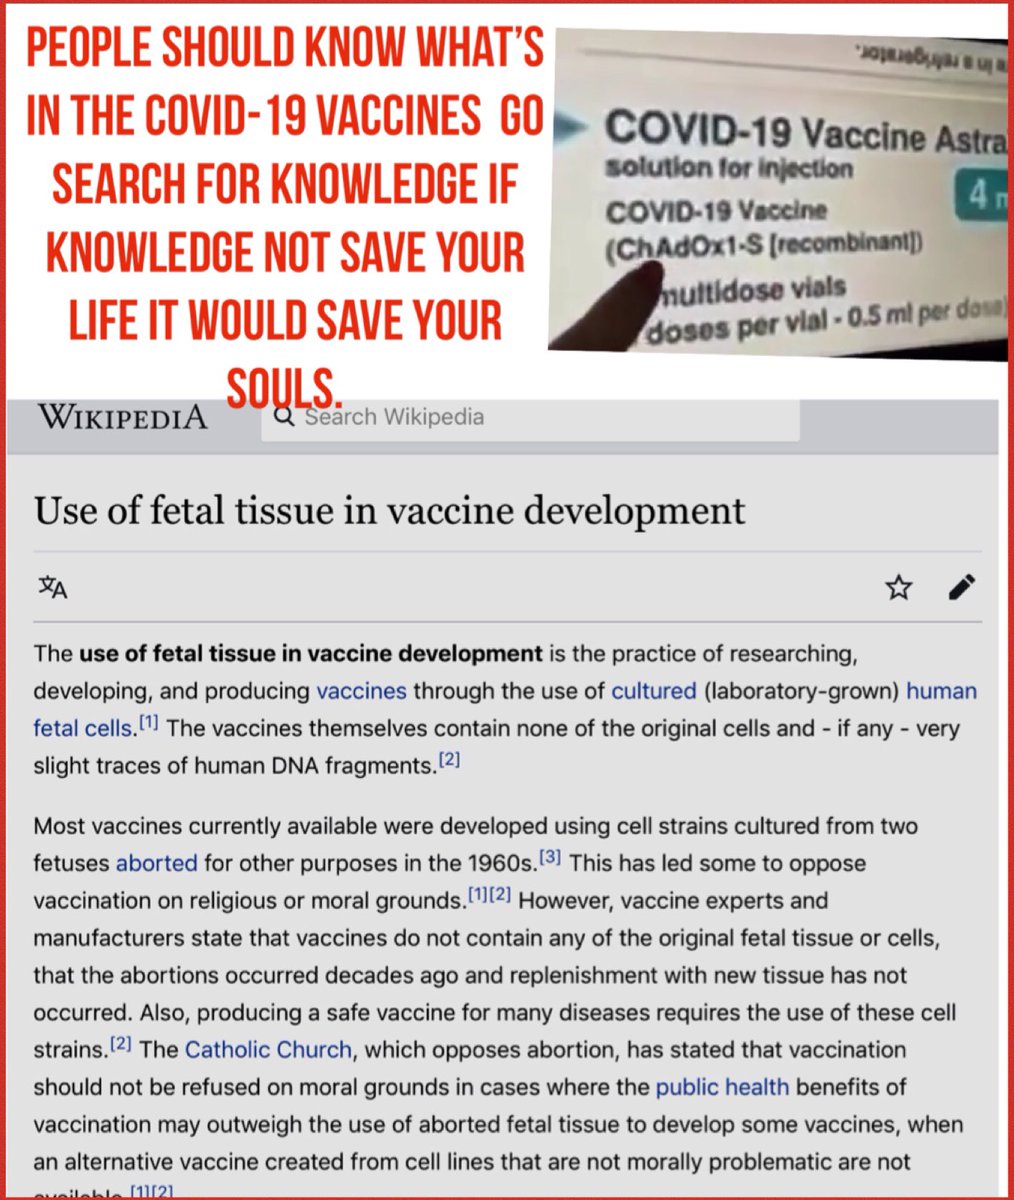 PEOPLE SHOULD KNOW WHAT'S
IN THE COVID-19 VACCINES GO
SEARCH FOR KNOWLEDGE IF
KNOWLEDGE NOT SAVE YOUR
LIFE IT WOULD SAVE YOUR
SOULS.
in a refrigerator.
COVID-19 Vaccine Astra
solution for injection
COVID-19 Vaccine
(ChAdOx1-S [recombinant])
4
multidose vials
doses per vial - 0.5 ml per dose)
WIKIPEDIA
Search Wikipedia
Use of fetal tissue in vaccine development
The use of fetal tissue in vaccine development is the practice of researching,
developing, and producing vaccines through the use of cultured (laboratory-grown) human
fetal cells.[1] The vaccines themselves contain none of the original cells and - if any - very
slight traces of human DNA fragments.[2]
Most vaccines currently available were developed using cell strains cultured from two
fetuses aborted for other purposes in the 1960s.[3] This has led some to oppose
vaccination on religious or moral grounds.[1][2] However, vaccine experts and
manufacturers state that vaccines do not contain any of the original fetal tissue or cells,
that the abortions occurred decades ago and replenishment with new tissue has not
occurred. Also, producing a safe vaccine for many diseases requires the use of these cell
strains.[2] The Catholic Church, which opposes abortion, has stated that vaccination
should not be refused on moral grounds in cases where the public health benefits of
vaccination may outweigh the use of aborted fetal tissue to develop some vaccines, when
an alternative vaccine created from cell lines that are not morally problematic are not
available.[1][2]